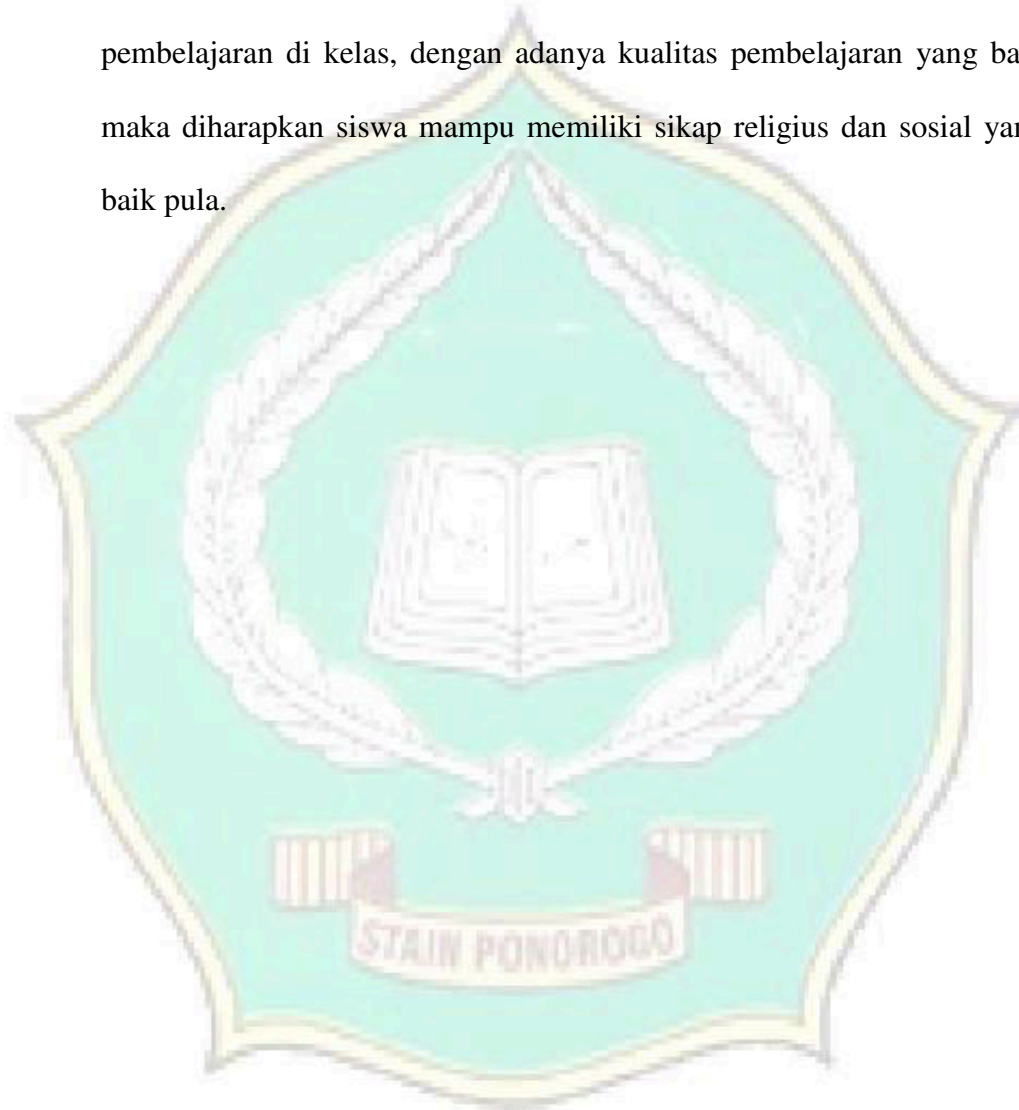 pembelajaran di kelas, dengan adanya kualitas pembelajaran yang ba
maka diharapkan siswa mampu memiliki sikap religius dan sosial yan
baik pula.
STAIN PONOROGO